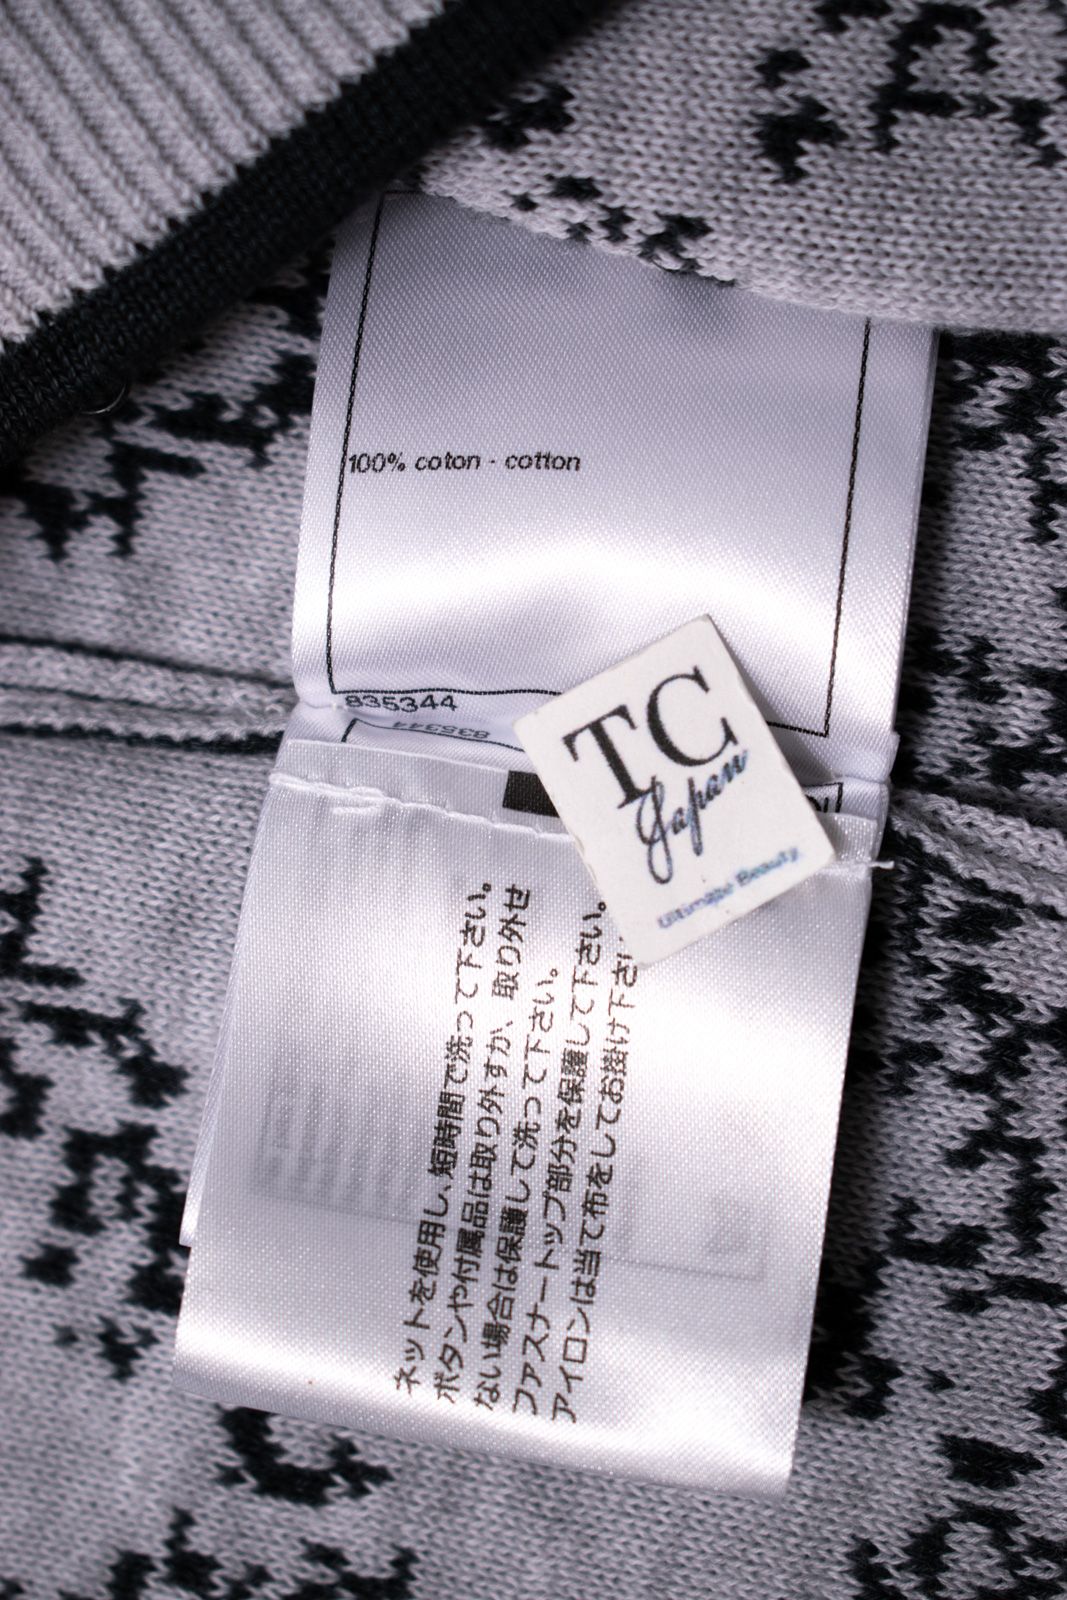 100% coton - cotton
835344
835344
TC
Japan
Ultimate Beauty
ネットを使用し、短時間で洗って下さい。
ボタンや付属品は取り外すか、取り外せ
ない場合は保護して洗って下さい。
ファスナートップ部分を保護して下さい。
アイロンは当て布をしてお掛け下さい